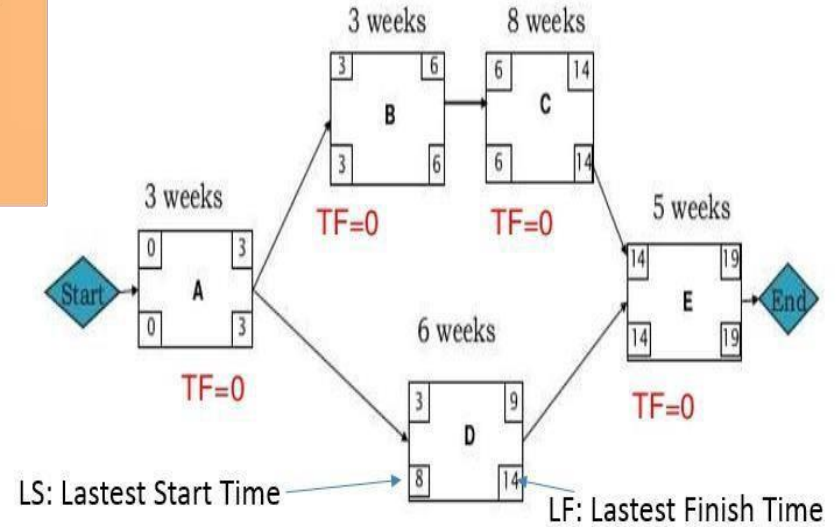 3 weeks
8 weeks
3 6
B
3 6
6 14
C
6 14
TF=0
TF=0
3 weeks
0 3
A
0 3
TF=0
Start
5 weeks
14 19
E
14 19
TF=0
End
6 weeks
3 9
D
8 14
LS: Lastest Start Time
LF: Lastest Finish Time